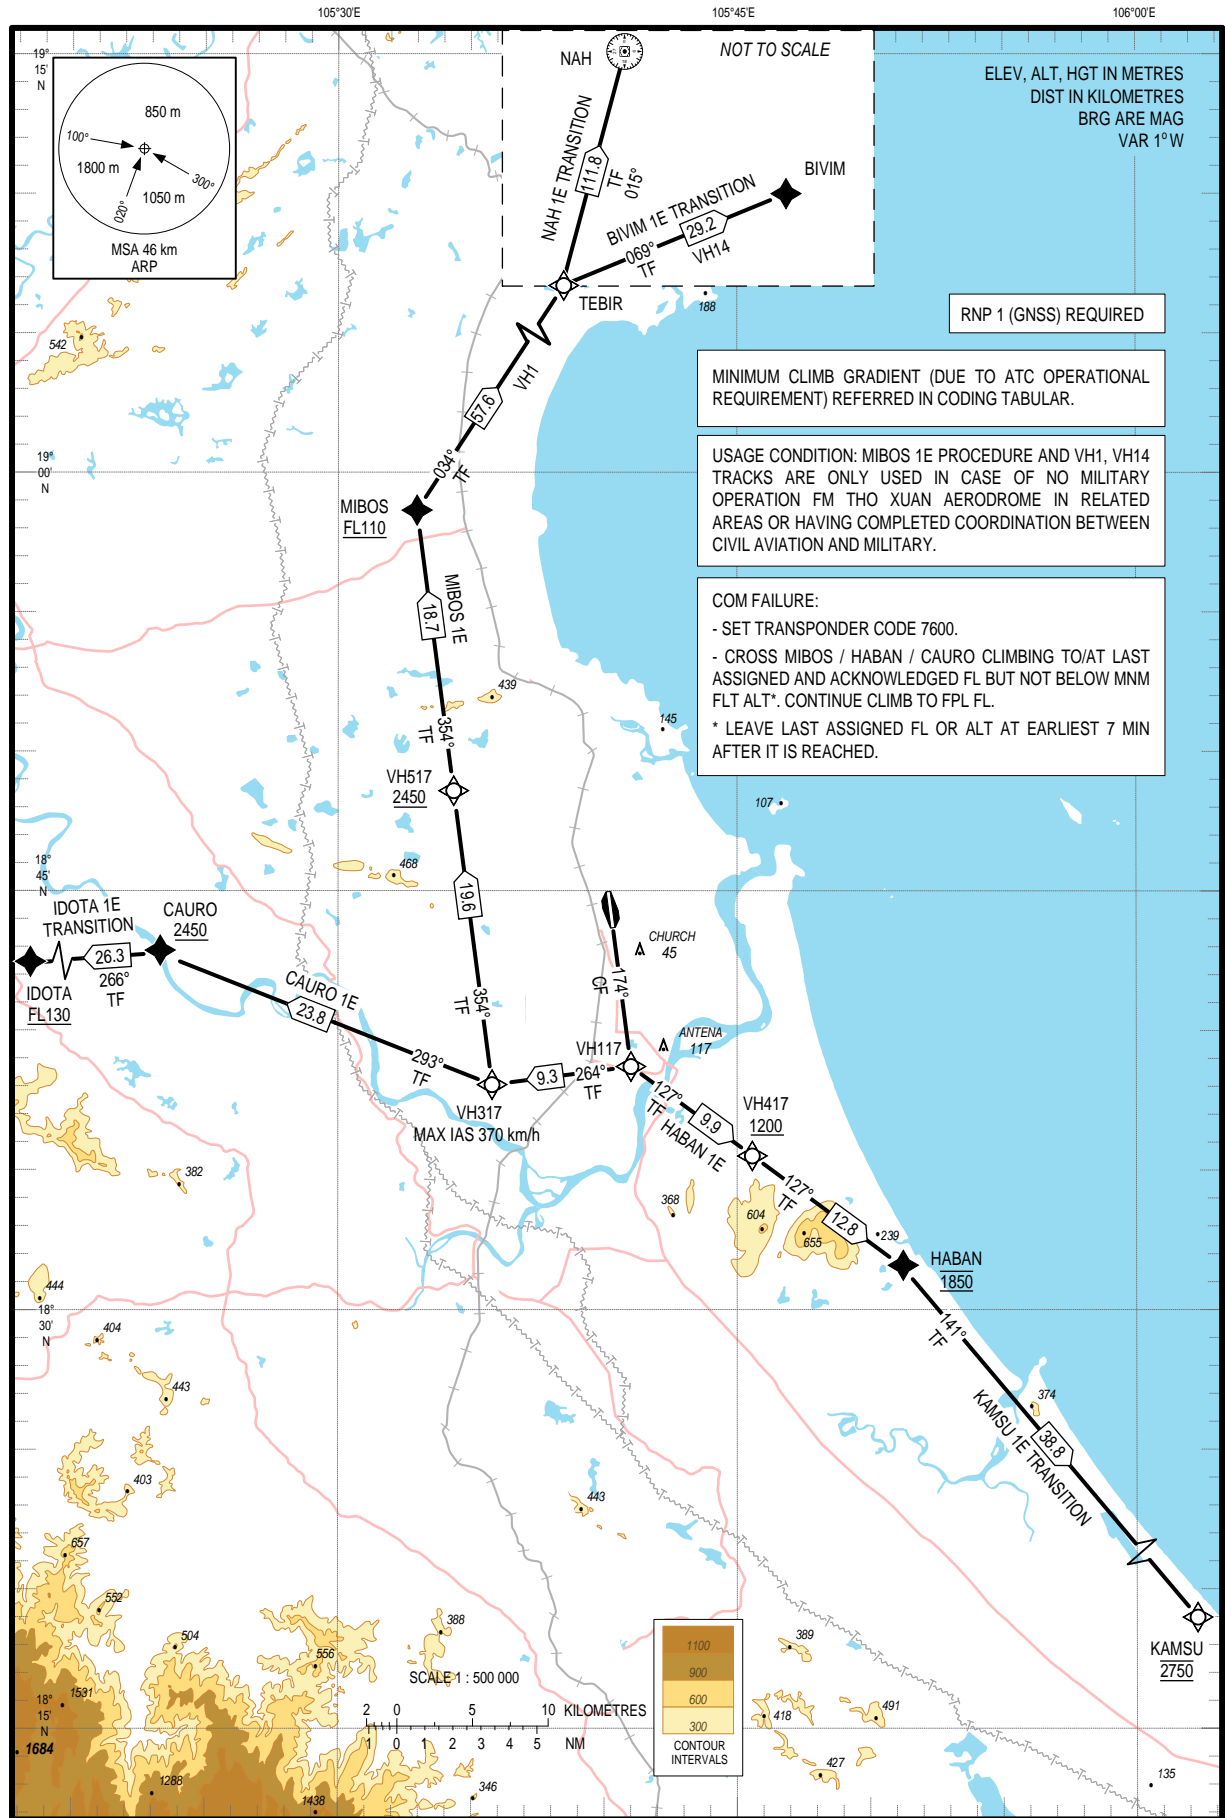 105°30'E
105°45'E
106°00'E
19°
15'
N
850 m
100°
1800 m
300°
020°
1050 m
MSA 46 km
ARP
NAH
NOT TO SCALE
ELEV, ALT, HGT IN METRES
DIST IN KILOMETRES
BRG ARE MAG
VAR 1° W
NAH 1E TRANSITION
111.8
TF
015°
BIVIM
BIVIM 1E TRANSITION
29.2
069°
TF
VH14
TEBIR
188
RNP 1 (GNSS) REQUIRED
542
VH1
57.6
MINIMUM CLIMB GRADIENT (DUE TO ATC OPERATIONAL
REQUIREMENT) REFERRED IN CODING TABULAR.
19°
00'
N
034°
TF
USAGE CONDITION: MIBOS 1E PROCEDURE AND VH1, VH14
TRACKS ARE ONLY USED IN CASE OF NO MILITARY
OPERATION FM THO XUAN AERODROME IN RELATED
AREAS OR HAVING COMPLETED COORDINATION BETWEEN
CIVIL AVIATION AND MILITARY.
MIBOS
FL110
MIBOS 1E
18.7
COM FAILURE:
- SET TRANSPONDER CODE 7600.
- CROSS MIBOS / HABAN / CAURO CLIMBING TO/AT LAST
ASSIGNED AND ACKNOWLEDGED FL BUT NOT BELOW MNM
FLT ALT*. CONTINUE CLIMB TO FPL FL.
* LEAVE LAST ASSIGNED FL OR ALT AT EARLIEST 7 MIN
AFTER IT IS REACHED.
439
145
354°
TF
VH517
2450
107
18°
45'
N
468
19.6
IDOTA 1E
TRANSITION
CAURO
2450
26.3
266°
TF
IDOTA
FL130
CHURCH
45
174°
CF
CAURO 1E
23.8
354°
TF
ANTENA
117
VH117
293°
TF
9.3
264°
TF
VH317
MAX IAS 370 km/h
127°
TF
9.9
HABAN 1E
VH417
1200
382
127°
TF
368
604
655
12.8
239
HABAN
1850
444
18°
30'
N
404
141°
TF
443
374
KAMSU 1E TRANSITION
38.8
403
443
657
552
504
388
556
389
KAMSU
2750
SCALE 1 : 500 000
1100
900
600
300
CONTOUR
INTERVALS
1531
18°
15'
N
2 0 5 10 KILOMETRES
1 0 1 2 3 4 5 NM
418
491
1684
427
135
1288
346
1438